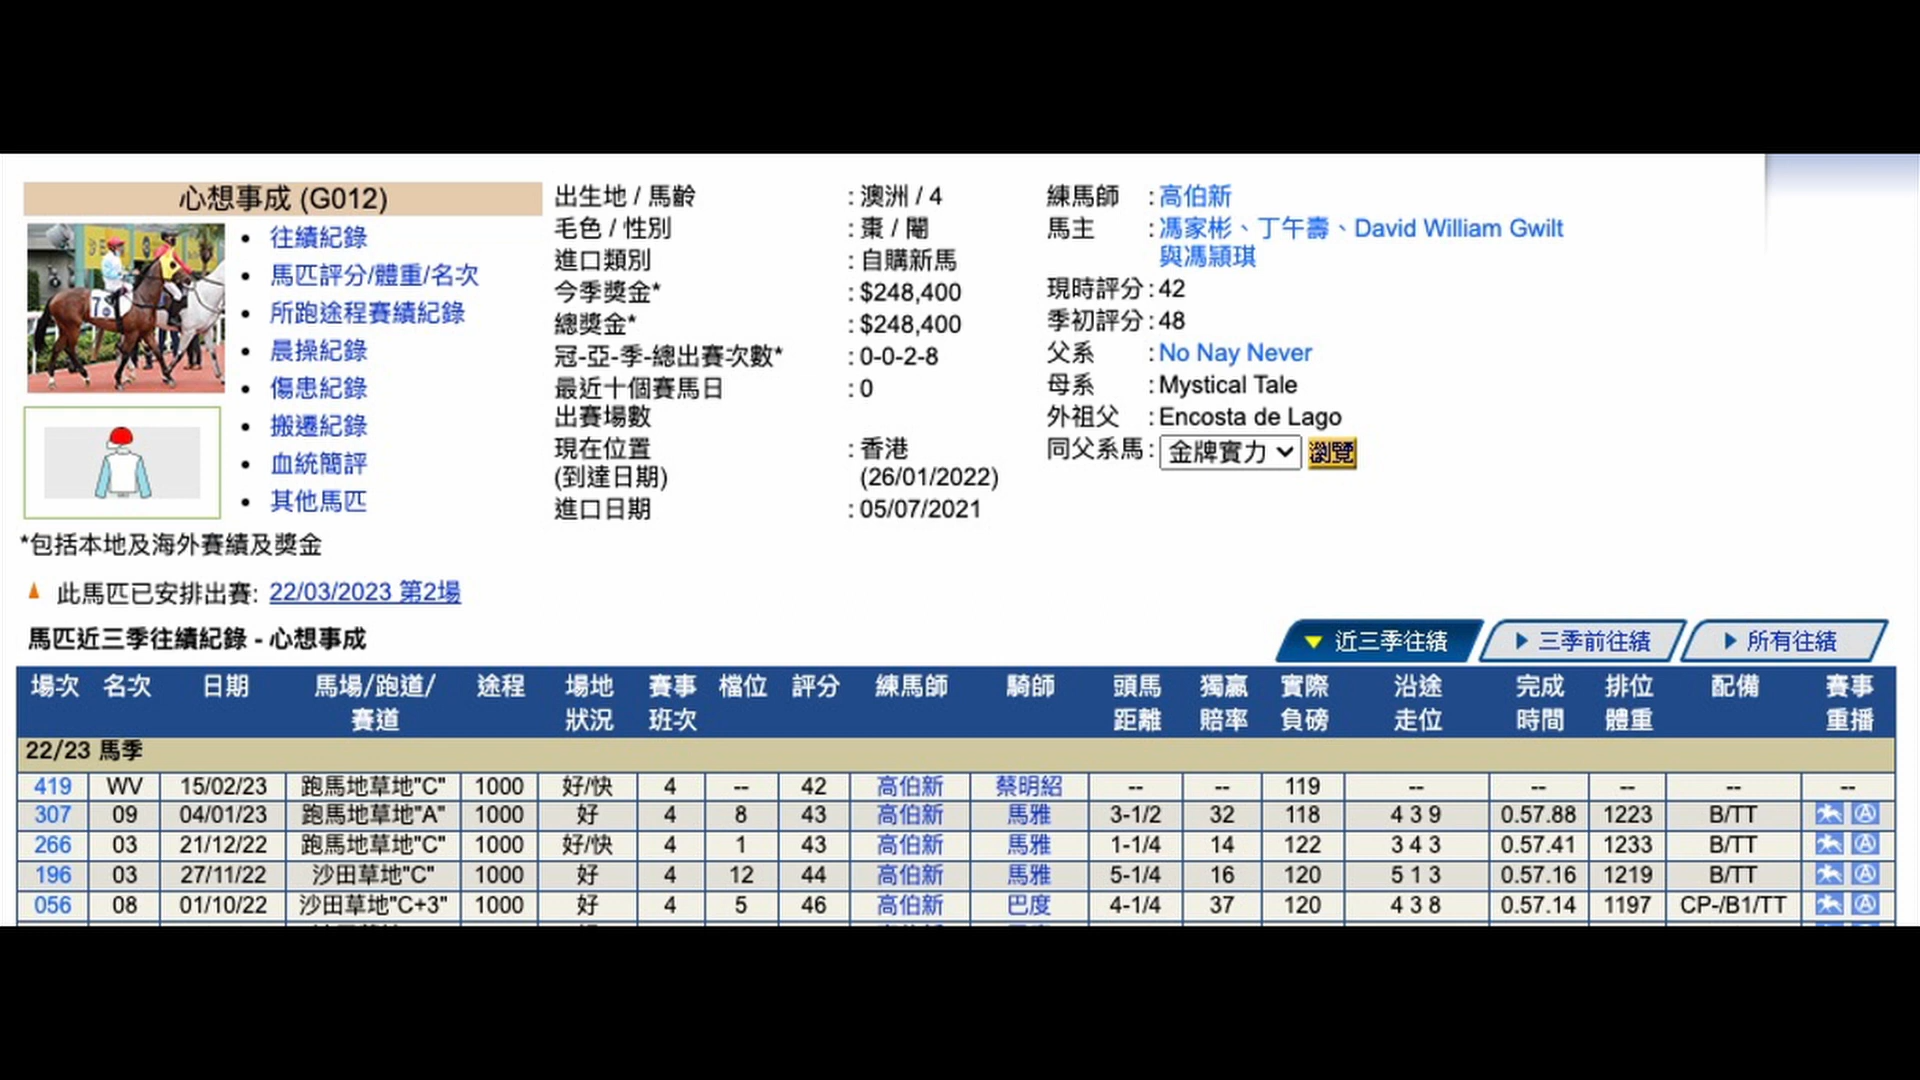 心想事成 (G012)
往績紀錄
馬匹評分/體重/名次
所跑途程賽績紀錄
晨操紀錄
傷患紀錄
搬遷紀錄
血統簡評
其他馬匹
*包括本地及海外賽績及獎金
出生地 / 馬齡 : 澳洲 / 4
毛色 / 性別 : 棗 / 閹
進口類別 : 自購新馬
今季獎金* : $248,400
總獎金* : $248,400
冠-亞-季-總出賽次數* : 0-0-2-8
最近十個賽馬日 : 0
出賽場數
現在位置 : 香港
(到達日期) (26/01/2022)
進口日期 : 05/07/2021
練馬師 : 高伯新
馬主 : 馮家彬、丁午壽、David William Gwilt
與馮潁琪
現時評分 : 42
季初評分 : 48
父系 : No Nay Never
母系 : Mystical Tale
外祖父 : Encosta de Lago
同父系馬 : 金牌實力 瀏覽
此馬匹已安排出賽: 22/03/2023 第2場
馬匹近三季往績紀錄 - 心想事成
近三季往績 三季前往績 所有往績
場次 名次 日期 馬場/跑道/賽道 途程 場地狀況 賽事班次 檔位 評分 練馬師 騎師 頭馬距離 獨贏賠率 實際負磅 沿途走位 完成時間 排位體重 配備 賽事重播
22/23 馬季
419 WV 15/02/23 跑馬地草地"C" 1000 好/快 4 -- 42 高伯新 蔡明紹 -- -- 119 -- -- -- -- --
307 09 04/01/23 跑馬地草地"A" 1000 好 4 8 43 高伯新 馬雅 3-1/2 32 118 4 3 9 0.57.88 1223 B/TT
266 03 21/12/22 跑馬地草地"C" 1000 好/快 4 1 43 高伯新 馬雅 1-1/4 14 122 3 4 3 0.57.41 1233 B/TT
196 03 27/11/22 沙田草地"C" 1000 好 4 12 44 高伯新 馬雅 5-1/4 16 120 5 1 3 0.57.16 1219 B/TT
056 08 01/10/22 沙田草地"C+3" 1000 好 4 5 46 高伯新 巴度 4-1/4 37 120 4 3 8 0.57.14 1197 CP-/B1/TT